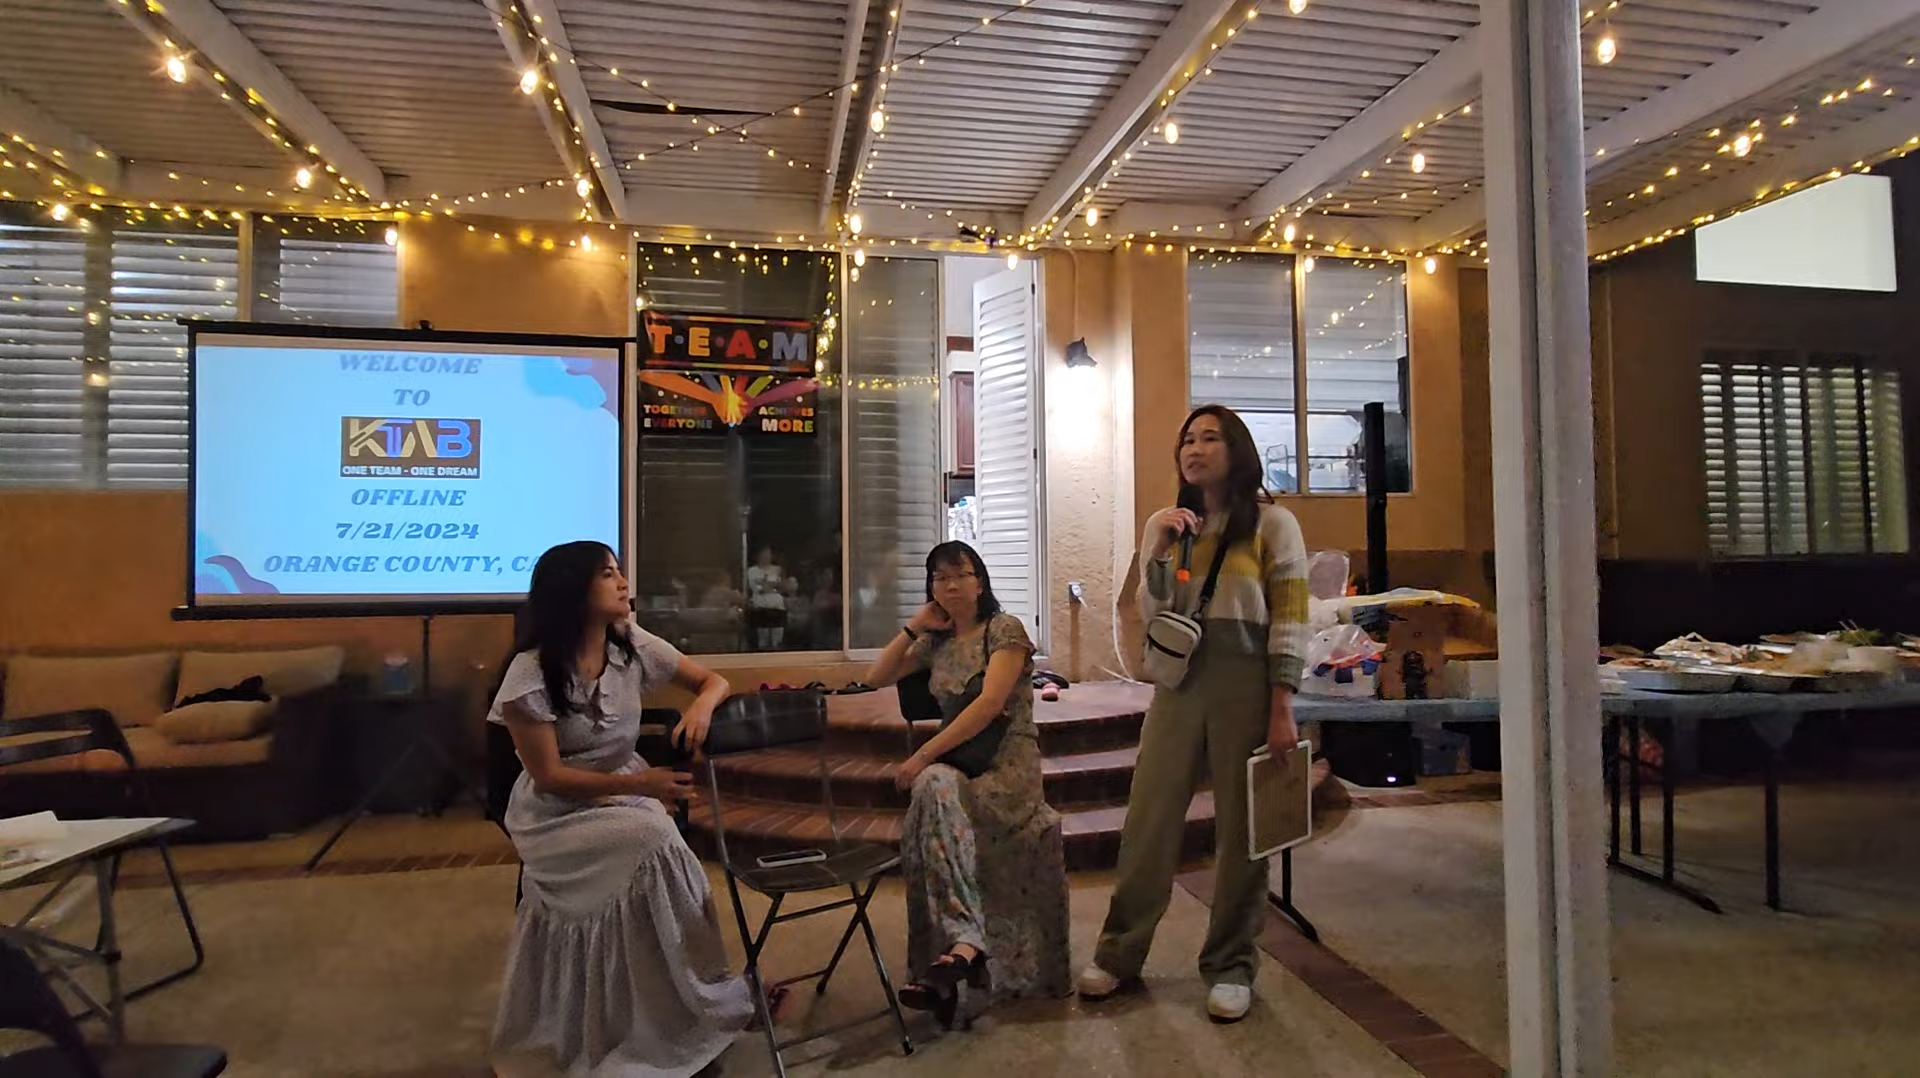 WELCOME
TO
KTAB
ONE TEAM - ONE DREAM
OFFLINE
7/21/2024
ORANGE COUNTY, CA
T·E·A·M
TOGETHER ACHIEVES
EVERYONE MORE